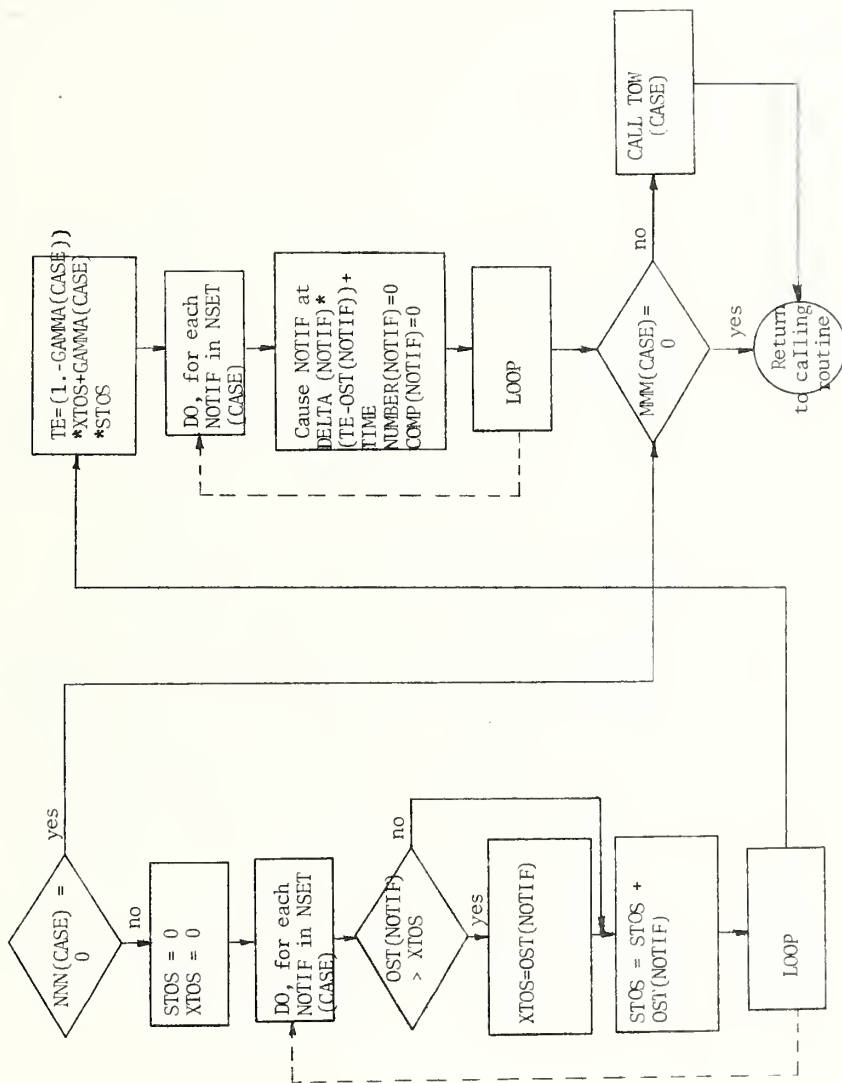 NNN(CASE) =
0
yes
no
STOS = 0
XTOS = 0
DO, for each
NOTIF in NSET
(CASE)
OST(NOTIF)
> XTOS
no
yes
XTOS=OST(NOTIF)
STOS = STOS +
OST(NOTIF)
LOOP
TE=(1.-GAMMA(CASE))
*XTOS+GAMMA(CASE)
*STOS
DO, for each
NOTIF in NSET
(CASE)
Cause NOTIF at
DELTA (NOTIF)*
(TE-OST(NOTIF))+
TIME
NUMBER(NOTIF)=0
COMP(NOTIF)=0
LOOP
MMM(CASE)=
0
no
yes
CALL TOW
(CASE)
Return
to calling
routine